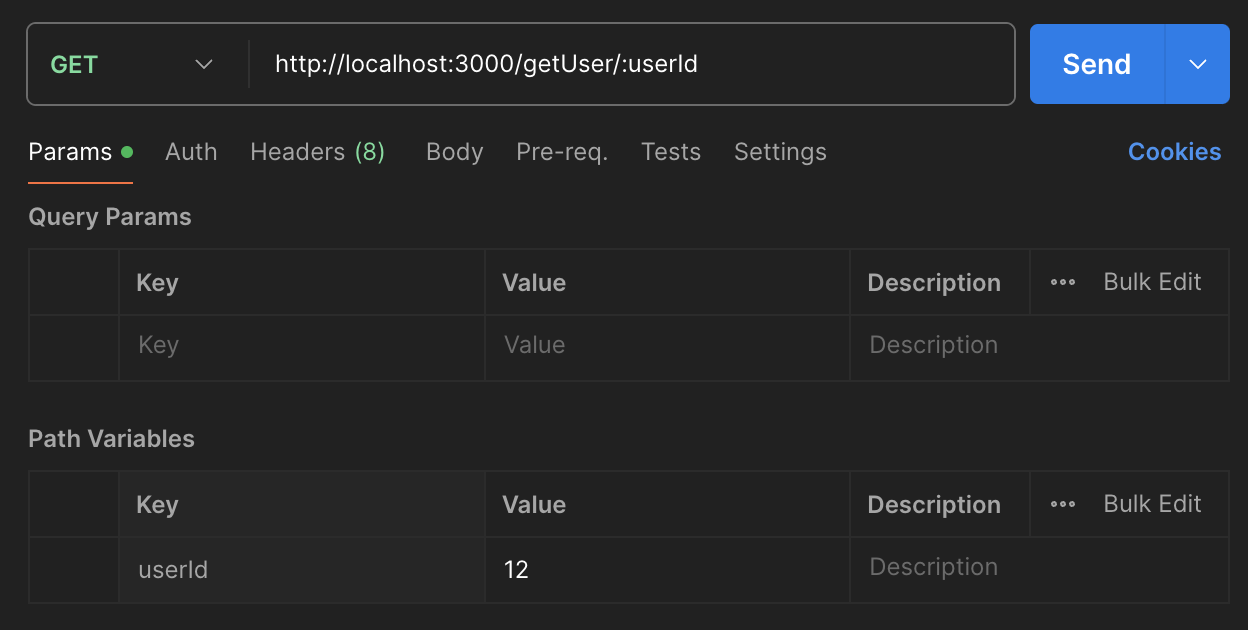 GET http://localhost:3000/getUser/:userId Send
Params Auth Headers (8) Body Pre-req. Tests Settings Cookies
Query Params
Key Value Description Bulk Edit
Key Value Description
Path Variables
Key Value Description Bulk Edit
userId 12 Description